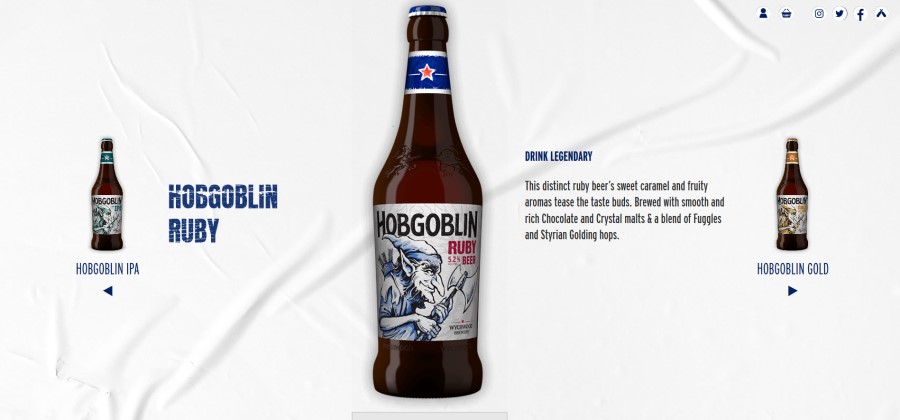 DRINK LEGENDARY
This distinct ruby beer's sweet caramel and fruity
aromas tease the taste buds. Brewed with smooth and
rich Chocolate and Crystal malts & a blend of Fuggles
and Styrian Golding hops.
HOBGOBLIN
RUBY
HOBGOBLIN
RUBY
5.2% BEER
WYCHWOOD
HOBGOBLIN
HOBGOBLIN IPA
HOBGOBLIN
HOBGOBLIN GOLD